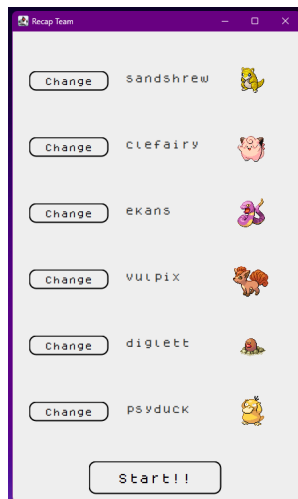 Recap Team
Change sandshrew
Change clefairy
Change ekans
Change vulpix
Change diglett
Change psyduck
Start!!